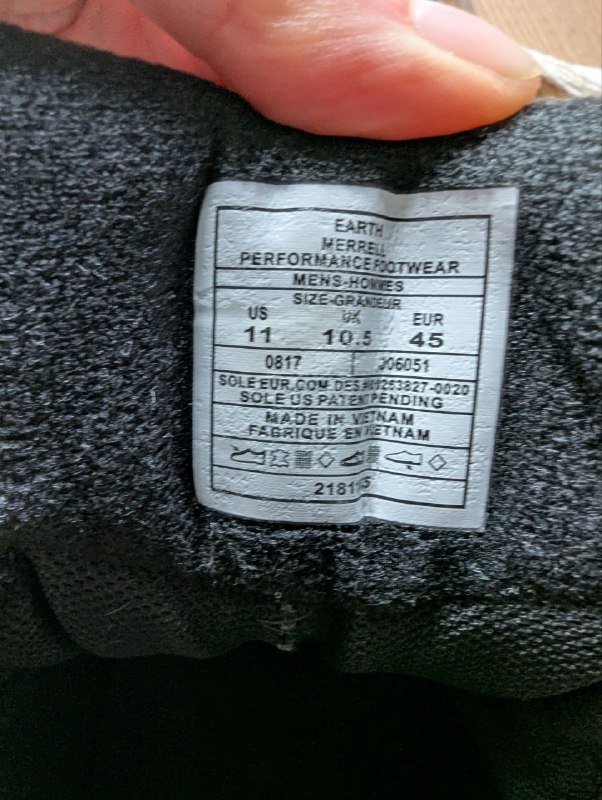 EARTH
MERRELL
PERFORMANCE FOOTWEAR
MENS-HOMMES
SIZE-GRANDEUR
US UK EUR
11 10.5 45
0817 J06051
SOLE EUR.COM.DES.#
SOLE US PATENT PENDING
MADE IN VIETNAM
FABRIQUE EN VIETNAM